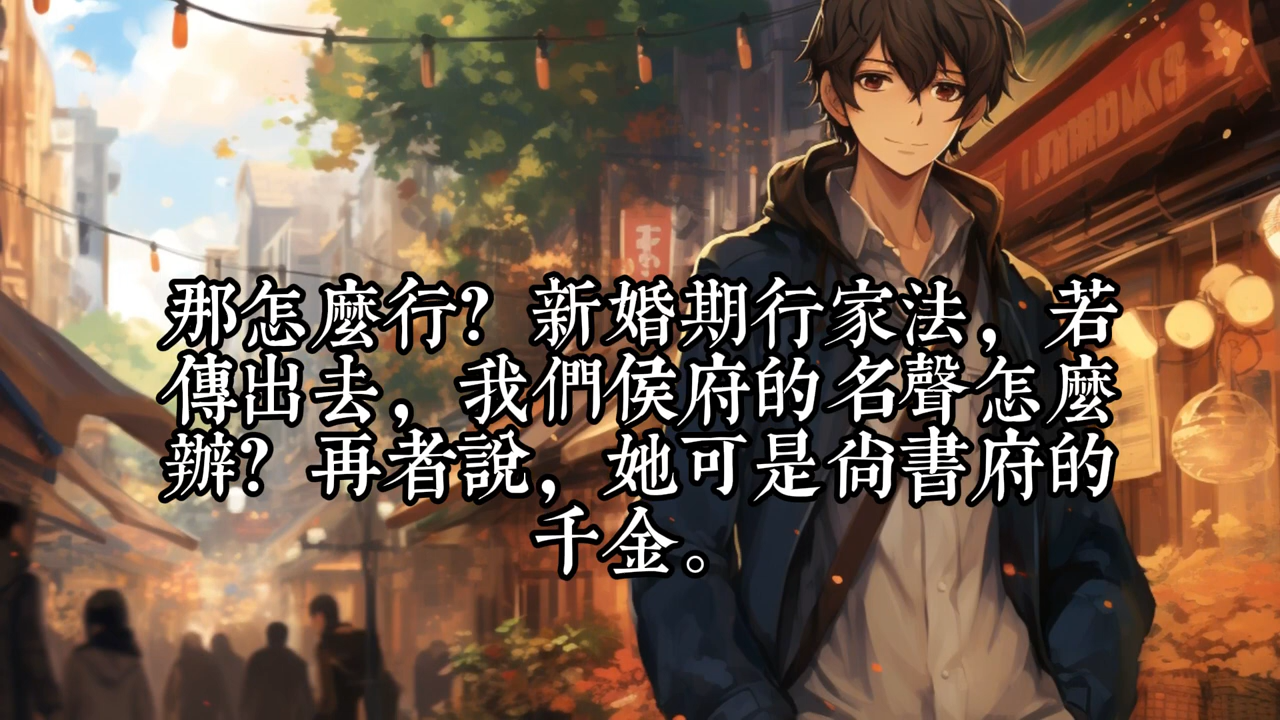 那怎麼行？新婚期行家法，若
傳出去，我們侯府的名聲怎麼
辦？再者說，她可是尚書府的
千金。